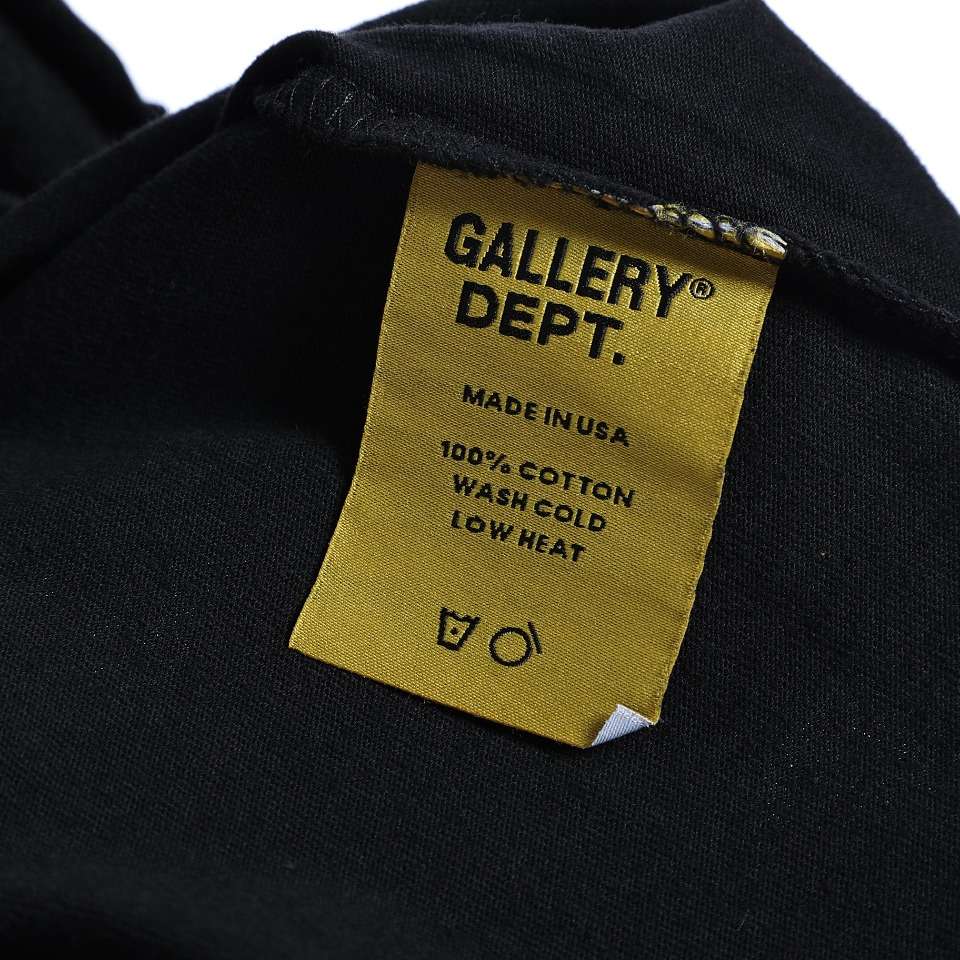 GALLERY®
DEPT.
MADE IN USA
100% COTTON
WASH COLD
LOW HEAT